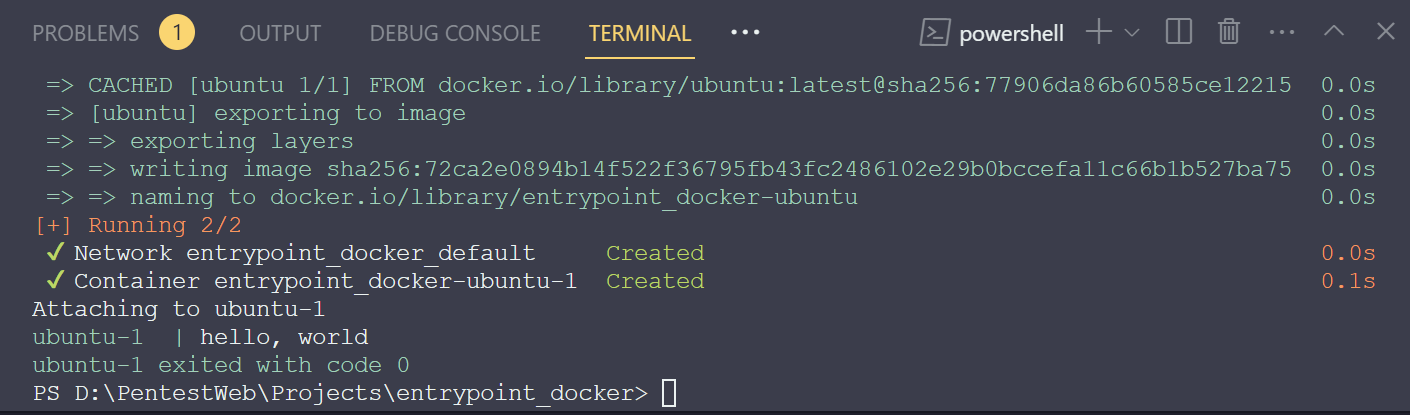 PROBLEMS 1 OUTPUT DEBUG CONSOLE TERMINAL ... powershell ...
=> CACHED [ubuntu 1/1] FROM docker.io/library/ubuntu:latest@sha256:77906da86b60585ce12215 0.0s
=> [ubuntu] exporting to image 0.0s
=> => exporting layers 0.0s
=> => writing image sha256:72ca2e0894b14f522f36795fb43fc2486102e29b0bccefa11c66b1b527ba75 0.0s
=> => naming to docker.io/library/entrypoint_docker-ubuntu 0.0s
[+] Running 2/2
✓ Network entrypoint_docker_default Created 0.0s
✓ Container entrypoint_docker-ubuntu-1 Created 0.1s
Attaching to ubuntu-1
ubuntu-1 | hello, world
ubuntu-1 exited with code 0
PS D:\PentestWeb\Projects\entrypoint_docker>